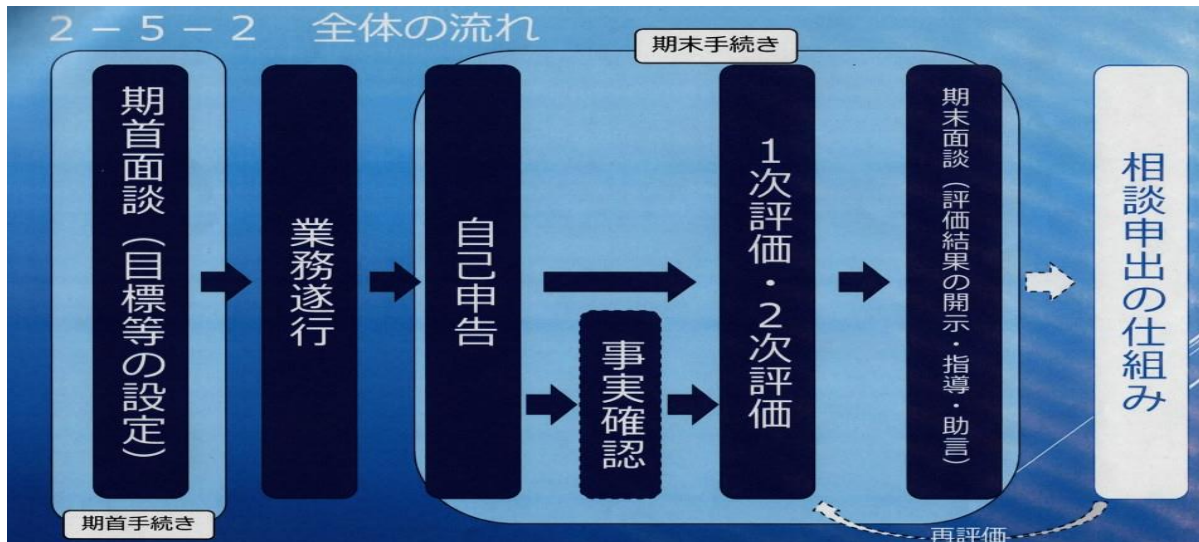 2-5-2 全体の流れ
期末手続き
期首面談(目標等の設定)
業務遂行
自己申告
事実確認
1次評価・2次評価
期末面談(評価結果の開示・指導・助言)
相談申出の仕組み
期首手続き
再評価